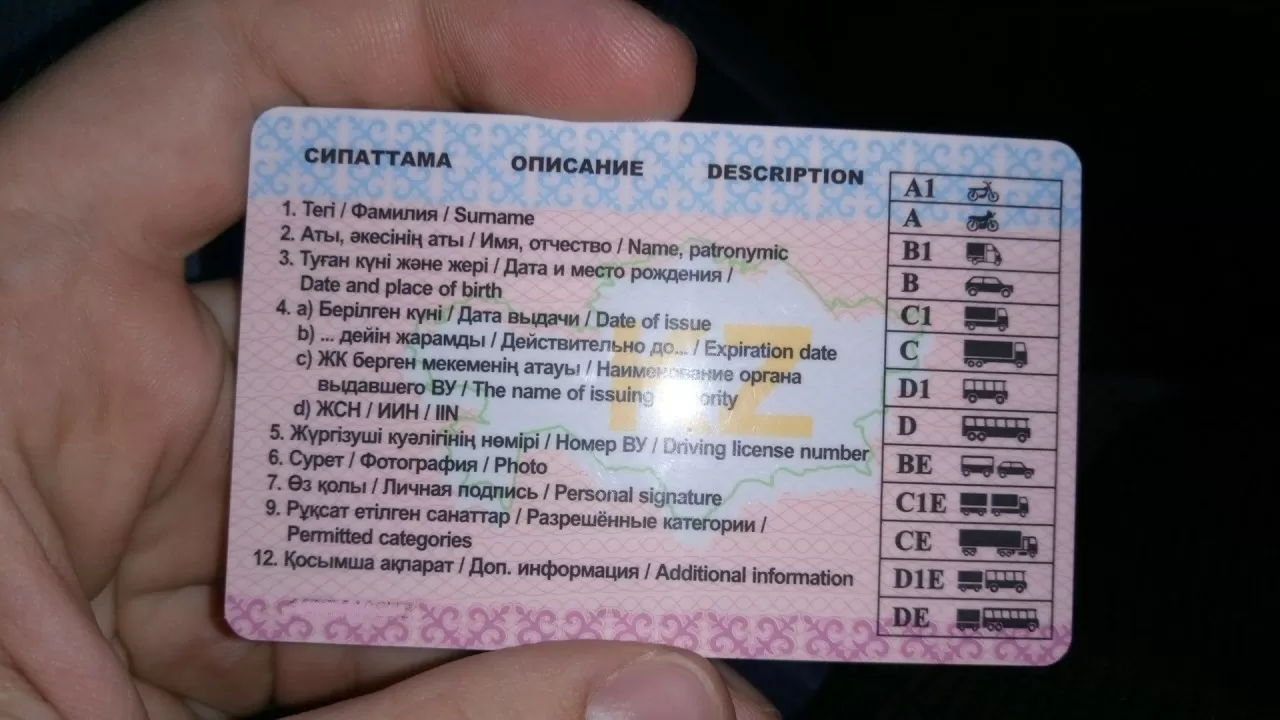 СИПАТТАМА ОПИСАНИЕ DESCRIPTION
1. Тегі / Фамилия / Surname
2. Аты, әкесінің аты / Имя, отчество / Name, patronymic
3. Туған күні және жері / Дата и место рождения /
Date and place of birth
4. a) Берілген күні / Дата выдачи / Date of issue
b) ... дейін жарамды / Действительно до... / Expiration date
c) ЖК берген мекеменің атауы / Наименование органа
выдавшего ВУ / The name of issuing
d) ЖСН / ИИН / IIN
5. Жүргізуші куәлігінің нөмірі / Номер ВУ / Driving license number
6. Сурет / Фотография / Photo
7. Өз қолы / Личная подпись / Personal signature
9. Рұқсат етілген санаттар / Разрешённые категории /
Permitted categories
12. Қосымша ақпарат / Доп. информация / Additional information
KZ
A1
A
B1
B
C1
C
D1
D
BE
C1E
CE
D1E
DE